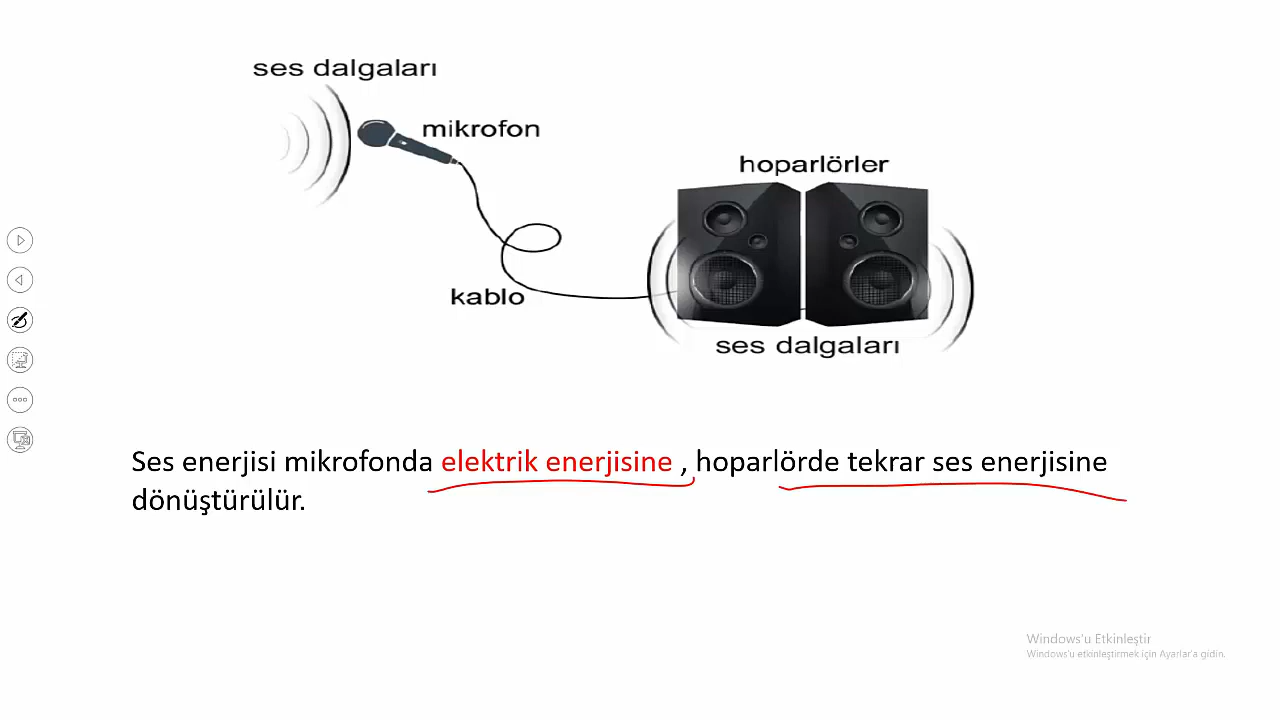 ses dalgaları
mikrofon
hoparlörler
kablo
ses dalgaları
Ses enerjisi mikrofonda elektrik enerjisine , hoparlörde tekrar ses enerjisine
dönüştürülür.
Windows'u Etkinleştir
Windows'u etkinleştirmek için Ayarlar'a gidin.